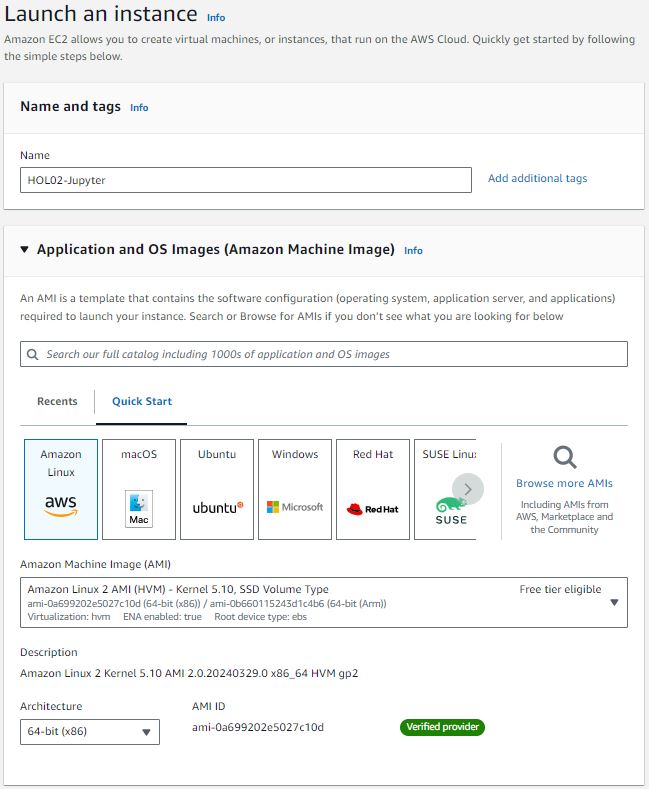 Launch an instance Info
Amazon EC2 allows you to create virtual machines, or instances, that run on the AWS Cloud. Quickly get started by following
the simple steps below.
Name and tags Info
Name
HOL02-Jupyter
Add additional tags
Application and OS Images (Amazon Machine Image) Info
An AMI is a template that contains the software configuration (operating system, application server, and applications)
required to launch your instance. Search or Browse for AMIs if you don't see what you are looking for below
Search our full catalog including 1000s of application and OS images
Recents
Quick Start
Amazon
Linux
aws
macOS
Mac
Ubuntu
ubuntu
Windows
Microsoft
Red Hat
Red Hat
SUSE Linu
SUSE
Browse more AMIs
Including AMIs from
AWS, Marketplace and
the Community
Amazon Machine Image (AMI)
Amazon Linux 2 AMI (HVM) - Kernel 5.10, SSD Volume Type
Free tier eligible
ami-0a699202e5027c10d (64-bit (x86)) / ami-0b660115243d1c4b6 (64-bit (Arm))
Virtualization: hvm ENA enabled: true Root device type: ebs
Description
Amazon Linux 2 Kernel 5.10 AMI 2.0.20240329.0 x86_64 HVM gp2
Architecture
64-bit (x86)
AMI ID
ami-0a699202e5027c10d
Verified provider